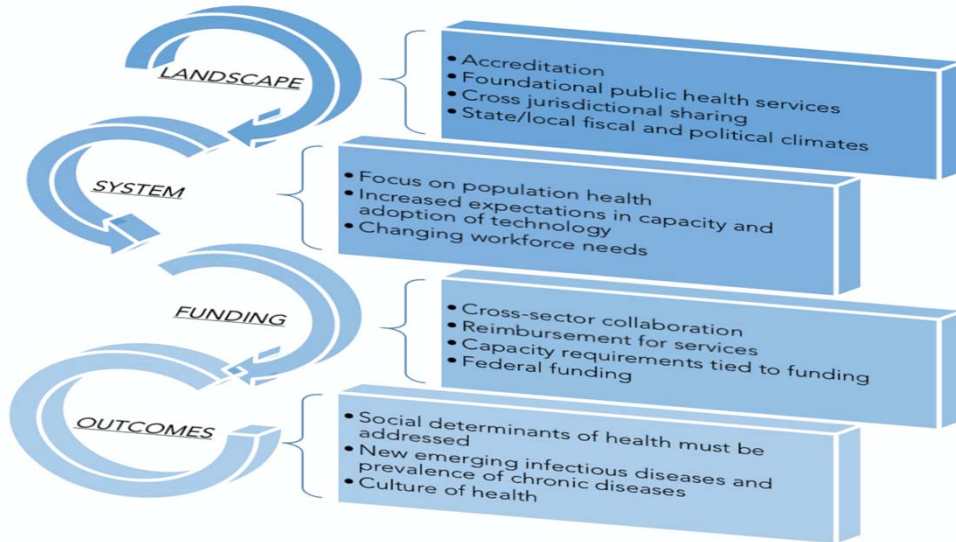 LANDSCAPE
• Accreditation
• Foundational public health services
• Cross jurisdictional sharing
• State/local fiscal and political climates
SYSTEM
• Focus on population health
• Increased expectations in capacity and
adoption of technology
• Changing workforce needs
FUNDING
• Cross-sector collaboration
• Reimbursement for services
• Capacity requirements tied to funding
• Federal funding
OUTCOMES
• Social determinants of health must be
addressed
• New emerging infectious diseases and
prevalence of chronic diseases
• Culture of health